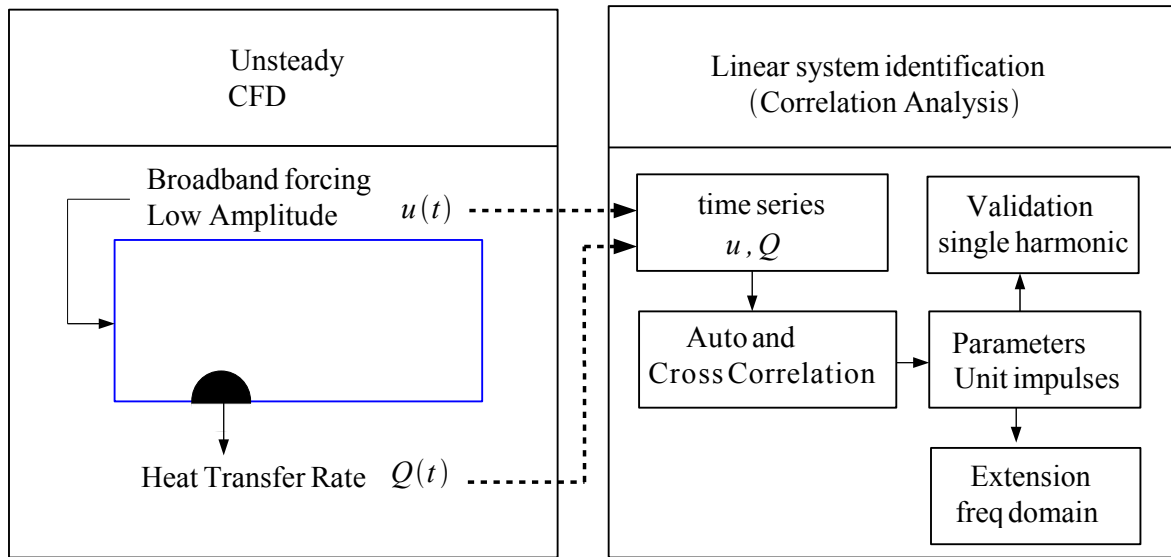 Unsteady
CFD
Broadband forcing
Low Amplitude
u(t)
Heat Transfer Rate Q(t)
Linear system identification
(Correlation Analysis)
time series
u , Q
Auto and
Cross Correlation
Validation
single harmonic
Parameters
Unit impulses
Extension
freq domain